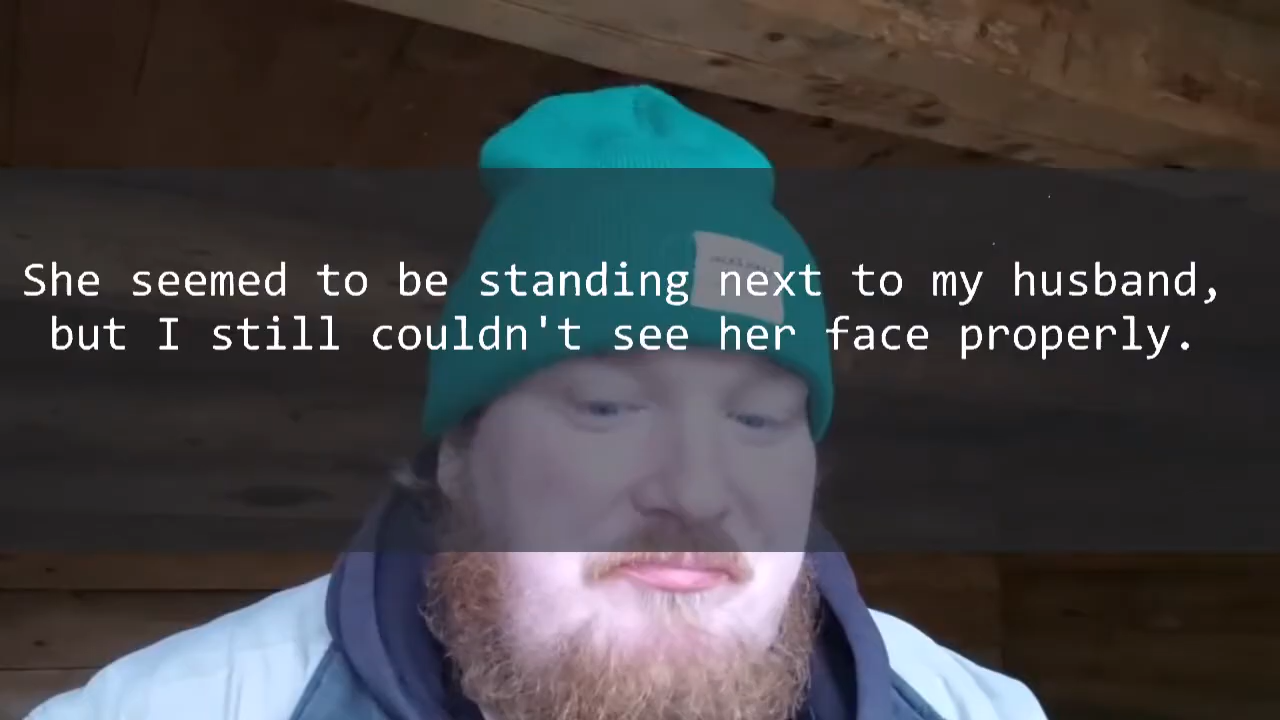 She seemed to be standing next to my husband,
but I still couldn't see her face properly.